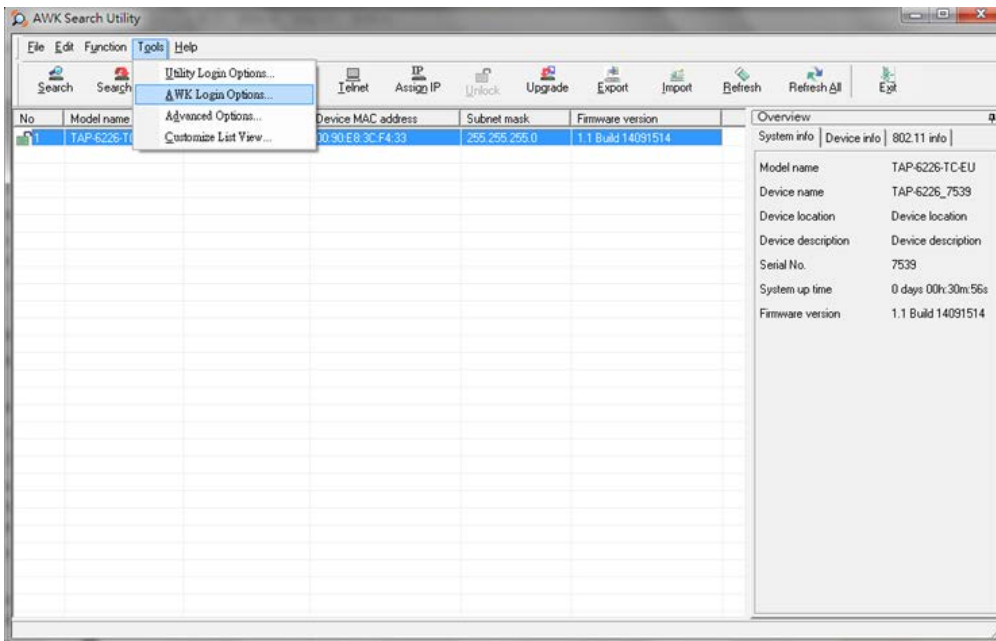 AWK Search Utility
File Edit Function Tools Help
Search Search Telnet Assign IP Unlock Upgrade Export Import Refresh Refresh All Exit
Utility Login Options...
AWK Login Options...
Advanced Options...
Customize List View...
No Model name Device MAC address Subnet mask Firmware version
1 00:90:E8:3C:F4:33 255.255.255.0 1.1 Build 14091514
Overview
System info Device info 802.11 info
Model name TAP-6226-TC-EU
Device name TAP-6226_7539
Device location Device location
Device description Device description
Serial No. 7539
System up time 0 days 00h:30m:56s
Firmware version 1.1 Build 14091514